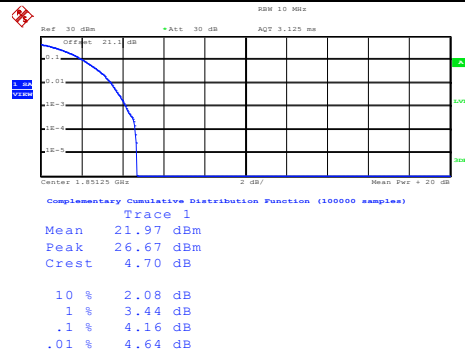 RBW 10 MHz
Ref 30 dBm * Att 30 dB AQT 3.125 ms
Offset 21.1 dB
0.1
A
1 SA
VIEW
0.01
1E-3
LVL
1E-4
1E-5
3DB
Center 1.85125 GHz 2 dB/ Mean Pwr + 20 dB
Complementary Cumulative Distribution Function (100000 samples)
Trace 1
Mean 21.97 dBm
Peak 26.67 dBm
Crest 4.70 dB
10 % 2.08 dB
1 % 3.44 dB
.1 % 4.16 dB
.01 % 4.64 dB